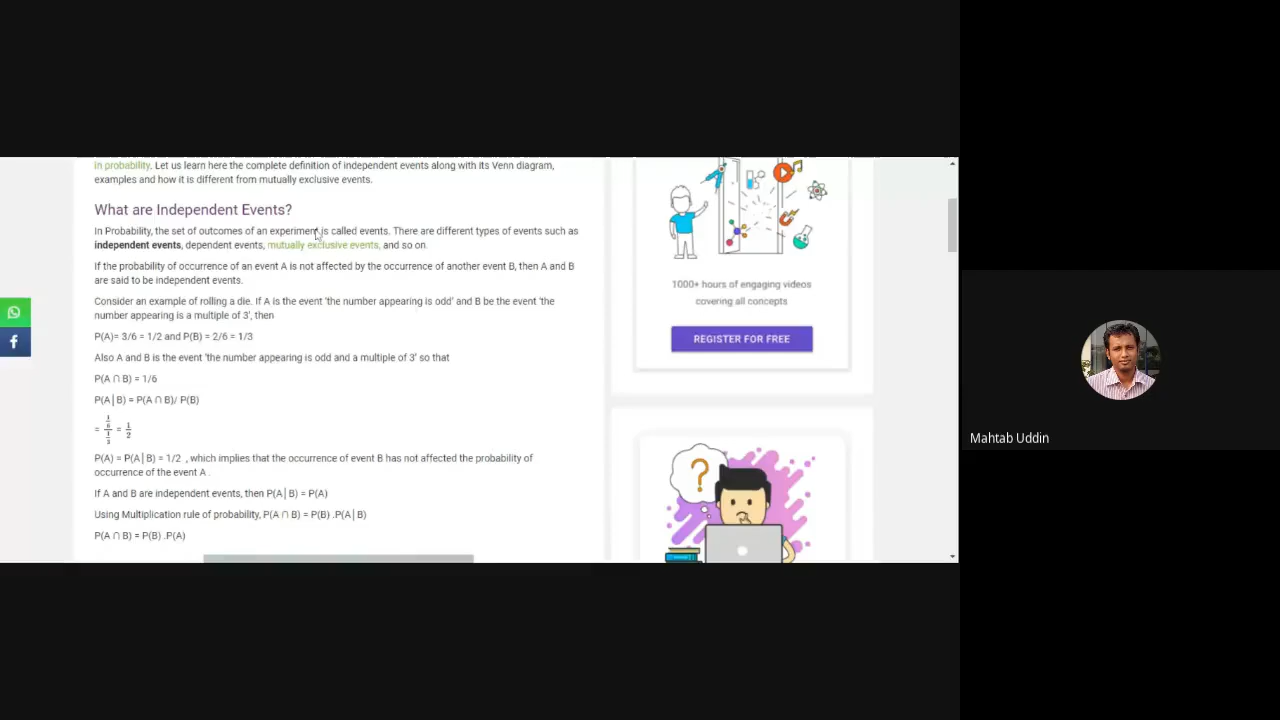 in probability. Let us learn here the complete definition of independent events along with its Venn diagram,
examples and how it is different from mutually exclusive events.
What are Independent Events?
In Probability, the set of outcomes of an experiment is called events. There are different types of events such as
independent events, dependent events, mutually exclusive events, and so on.
If the probability of occurrence of an event A is not affected by the occurrence of another event B, then A and B
are said to be independent events.
Consider an example of rolling a die. If A is the event 'the number appearing is odd' and B be the event 'the
number appearing is a multiple of 3', then
P(A)= 3/6 = 1/2 and P(B) = 2/6 = 1/3
Also A and B is the event 'the number appearing is odd and a multiple of 3' so that
P(A ∩ B) = 1/6
P(A│B) = P(A ∩ B)/ P(B)
= 1/6 / 1/3 = 1/2
P(A) = P(A│B) = 1/2 , which implies that the occurrence of event B has not affected the probability of
occurrence of the event A .
If A and B are independent events, then P(A│B) = P(A)
Using Multiplication rule of probability, P(A ∩ B) = P(B) .P(A│B)
P(A ∩ B) = P(B) .P(A)
1000+ hours of engaging videos
covering all concepts
REGISTER FOR FREE
?
Mahtab Uddin